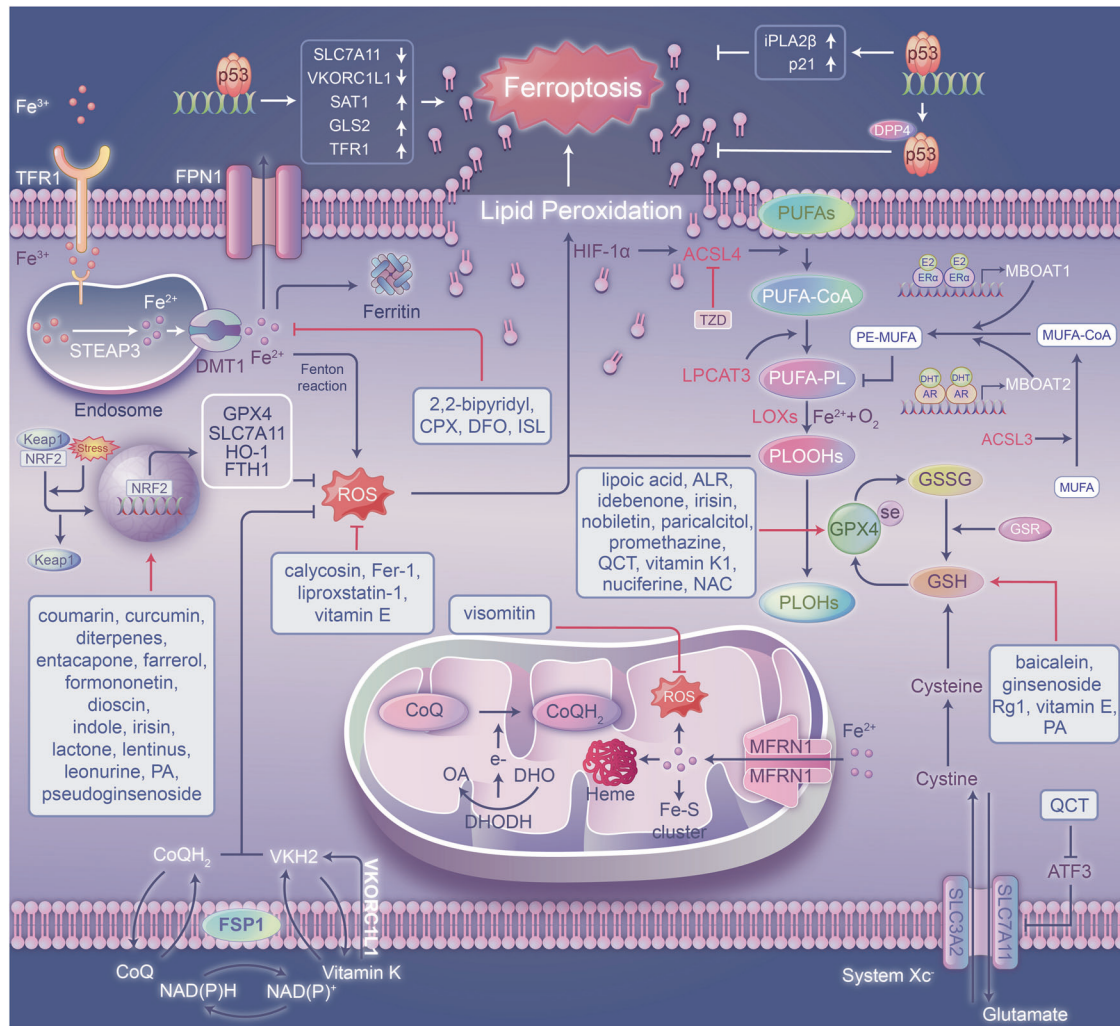 p53
SLC7A11
VKORC1L1
SAT1
GLS2
TFR1
Ferroptosis
iPLA2β
p21
p53
DPP4
p53
Fe³⁺
TFR1
FPN1
Lipid Peroxidation
PUFAs
Fe³⁺
Fe²⁺
STEAP3
DMT1
Fe²⁺
Ferritin
Endosome
Fenton
reaction
HIF-1α
ACSL4
TZD
PUFA-CoA
LPCAT3
PUFA-PL
LOXs
Fe²⁺+O₂
PLOOHs
PLOHs
E2
E2
ERα
ERα
MBOAT1
PE-MUFA
MUFA-CoA
DHT
DHT
AR
AR
MBOAT2
ACSL3
MUFA
2,2-bipyridyl,
CPX, DFO, ISL
Keap1
NRF2
Stress
NRF2
Keap1
GPX4
SLC7A11
HO-1
FTH1
ROS
calycosin, Fer-1,
liproxstatin-1,
vitamin E
lipoic acid, ALR,
idebenone, irisin,
nobiletin, paricalcitol,
promethazine,
QCT, vitamin K1,
nuciferine, NAC
GPX4
se
GSSG
GSR
GSH
coumarin, curcumin,
diterpenes,
entacapone, farrerol,
formononetin,
dioscin,
indole, irisin,
lactone, lentinus,
leonurine, PA,
pseudoginsenoside
visomitin
CoQ
CoQH₂
ROS
e-
OA
DHO
DHODH
Heme
Fe-S
cluster
MFRN1
MFRN1
Fe²⁺
baicalein,
ginsenoside
Rg1, vitamin E,
PA
Cysteine
Cystine
QCT
ATF3
SLC3A2
SLC7A11
System Xc⁻
Glutamate
CoQH₂
VKH2
VKORC1L1
FSP1
CoQ
Vitamin K
NAD(P)H
NAD(P)⁺